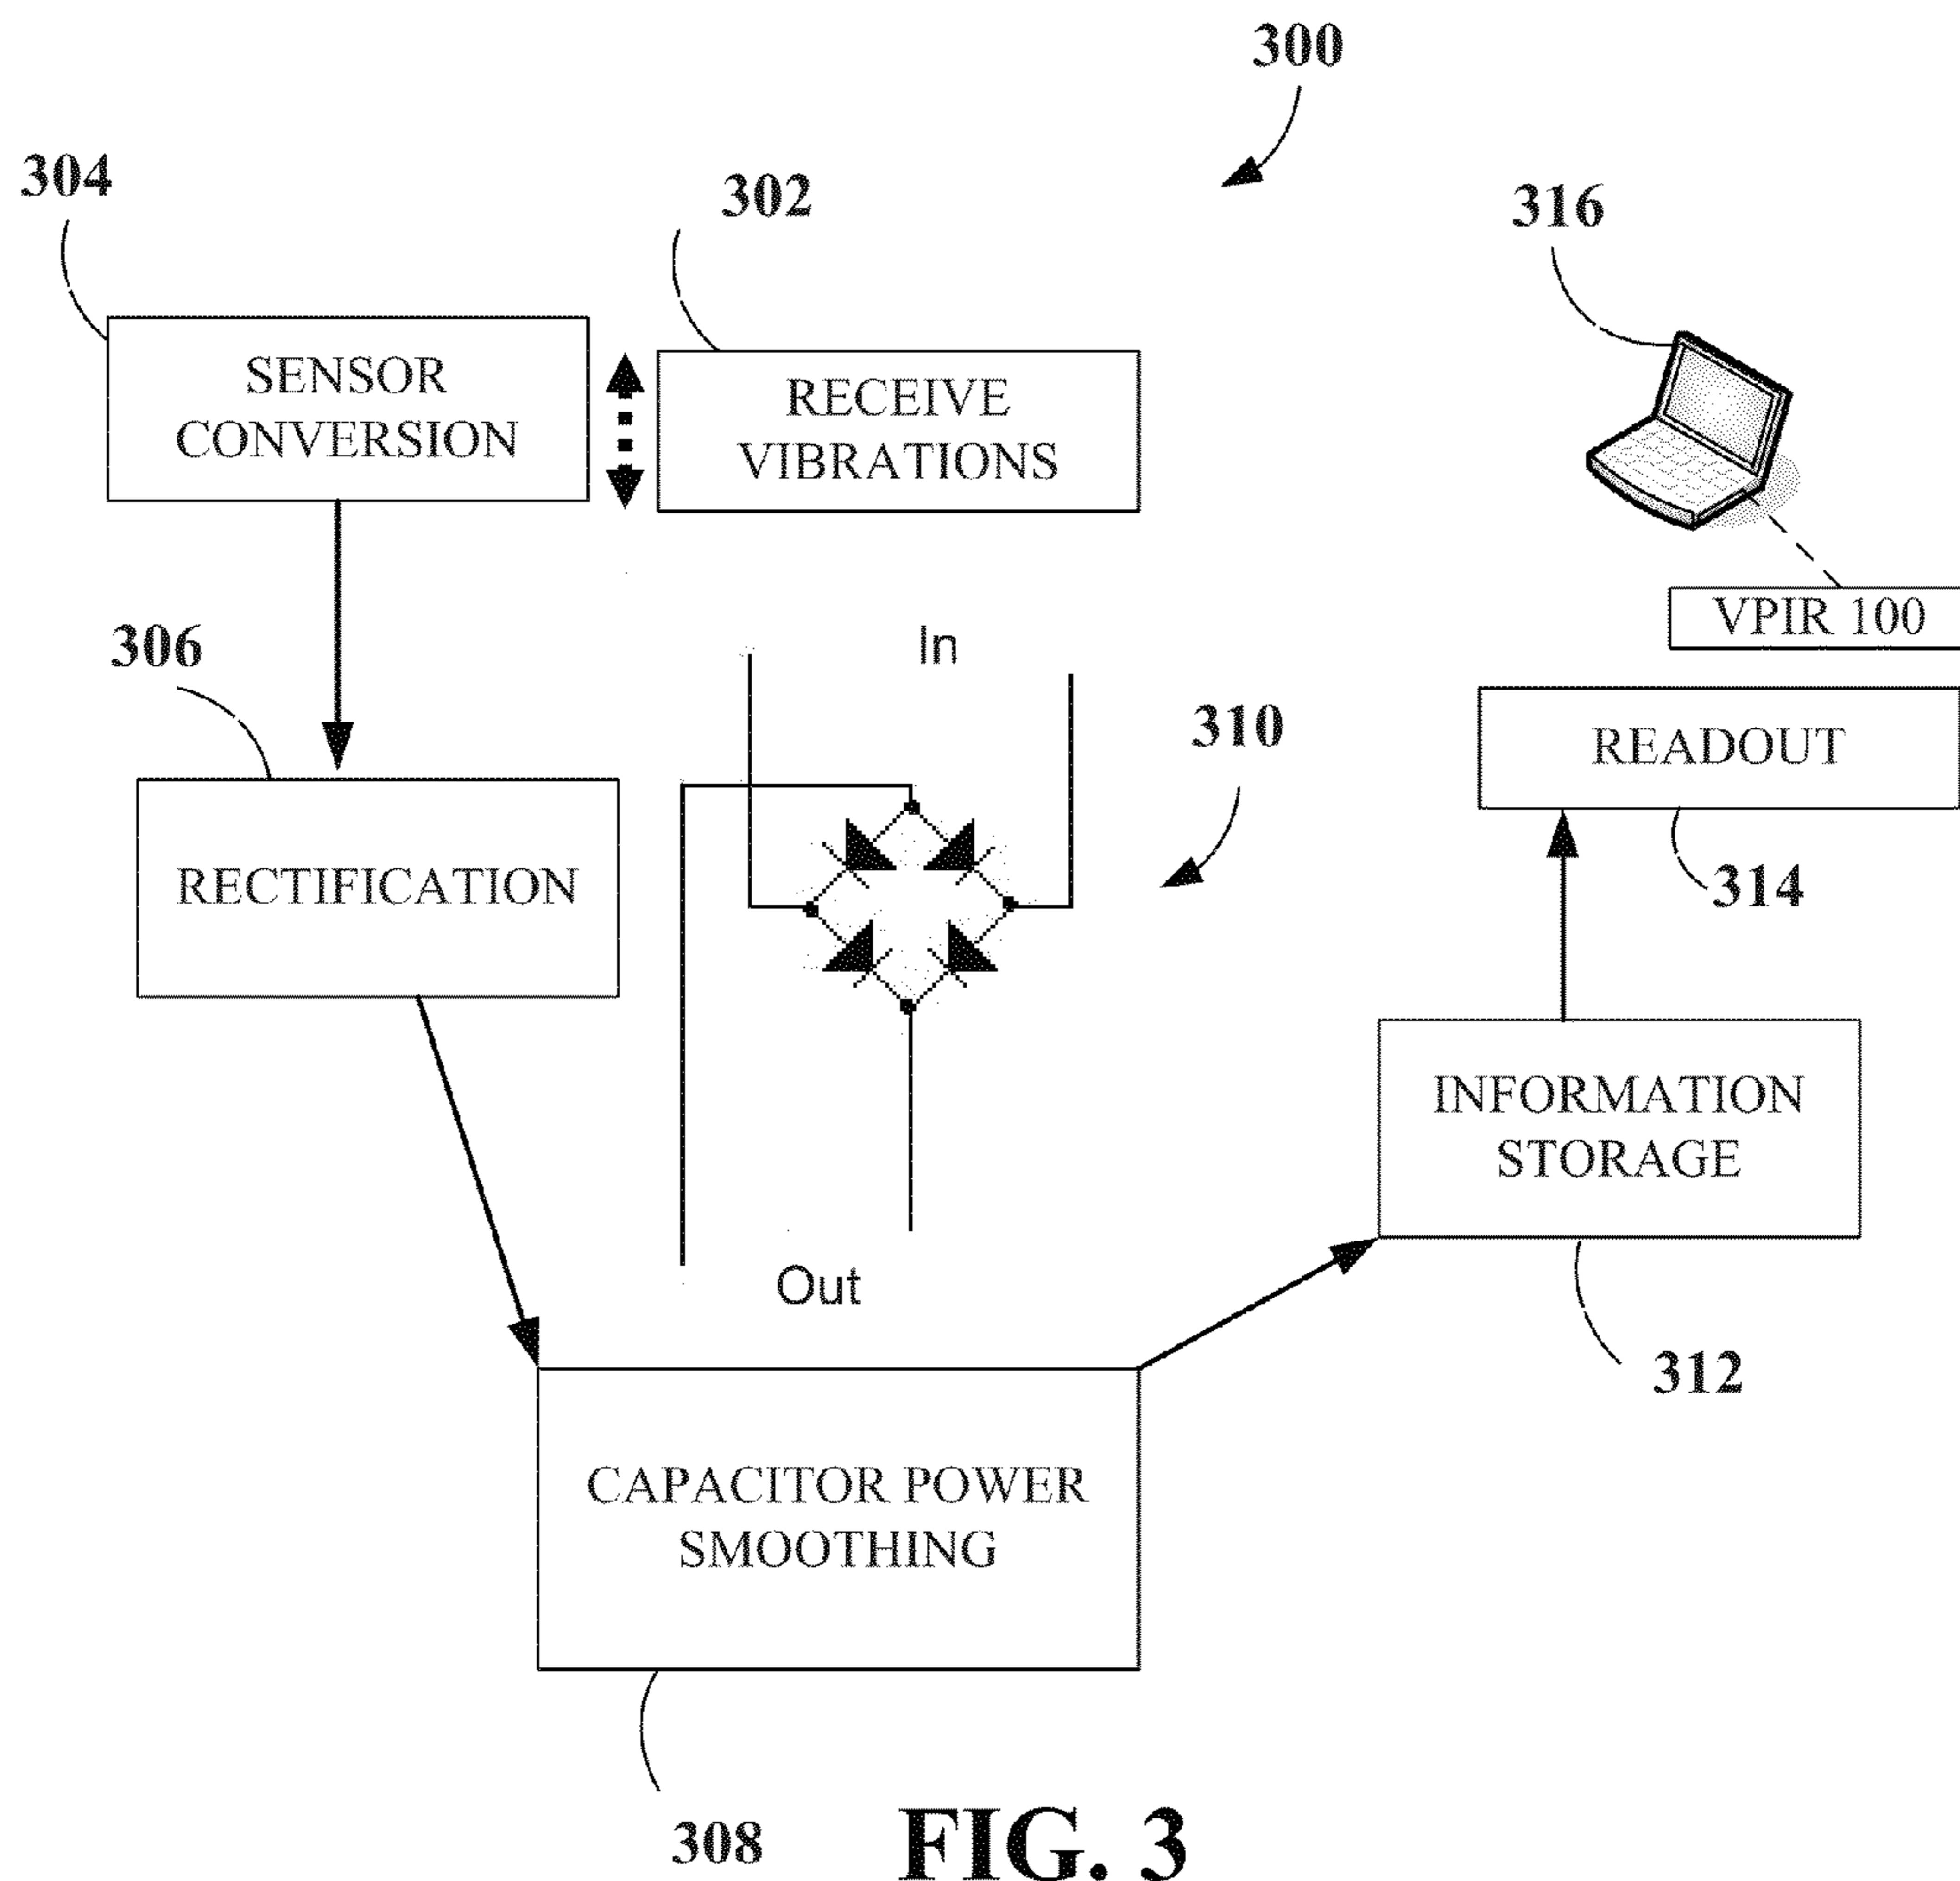 300
304
302
316
SENSOR
CONVERSION
RECEIVE
VIBRATIONS
VPIR 100
306
In
310
READOUT
RECTIFICATION
314
INFORMATION
STORAGE
Out
312
CAPACITOR POWER
SMOOTHING
308
FIG. 3